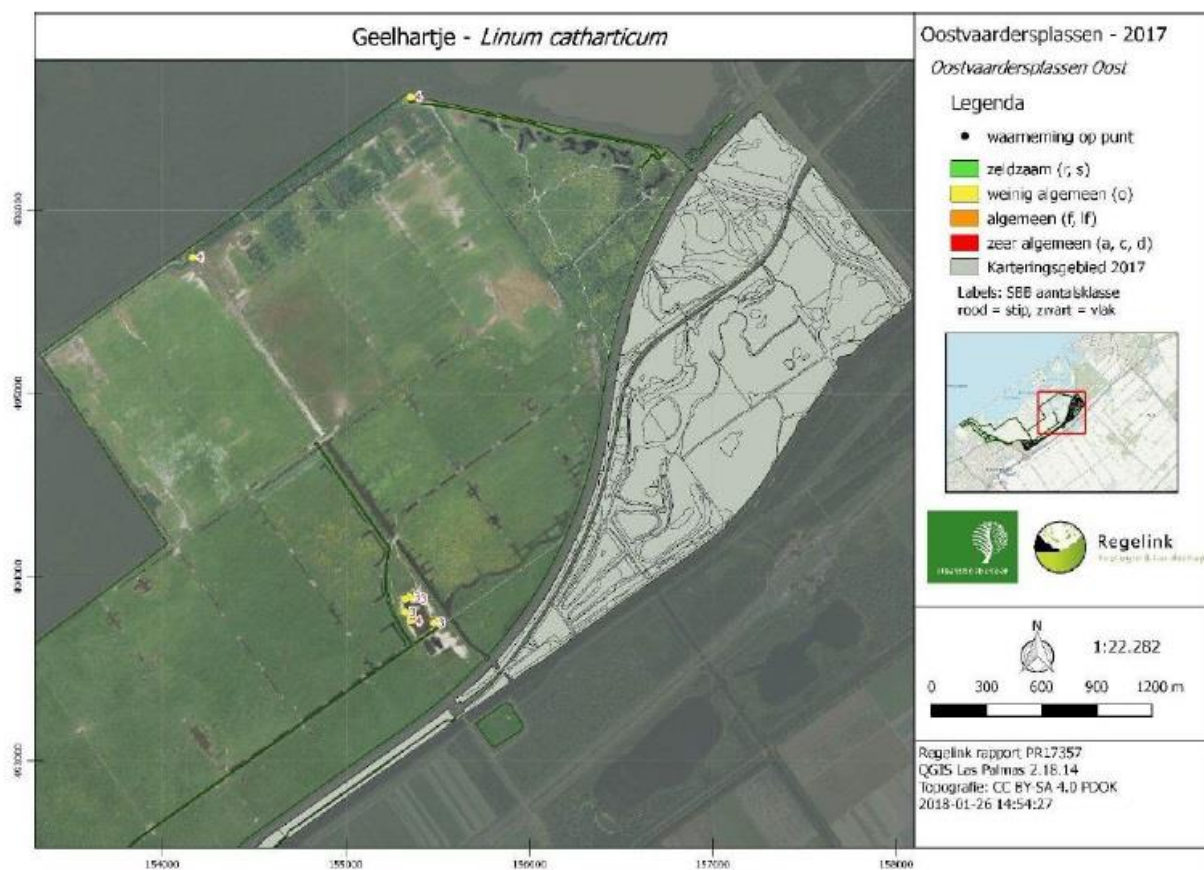 Geelhartje - Linum catharticum
Oostvaardersplassen - 2017
Oostvaardersplassen Oost
Legenda
waarneming op punt
zeldzaam (r, s)
weinig algemeen (o)
algemeen (f, lf)
zeer algemeen (a, c, d)
Karteringsgebied 2017
Labels: SBB aantalsklasse
rood = stip, zwart = vlak
Regelink
N
1:22.282
0 300 600 900 1200 m
Regelink rapport PR17357
QGIS Las Palmas 2.18.14
Topografie: CC BY-SA 4.0 PDOK
2018-01-26 14:54:27
154000 155000 156000 157000 158000